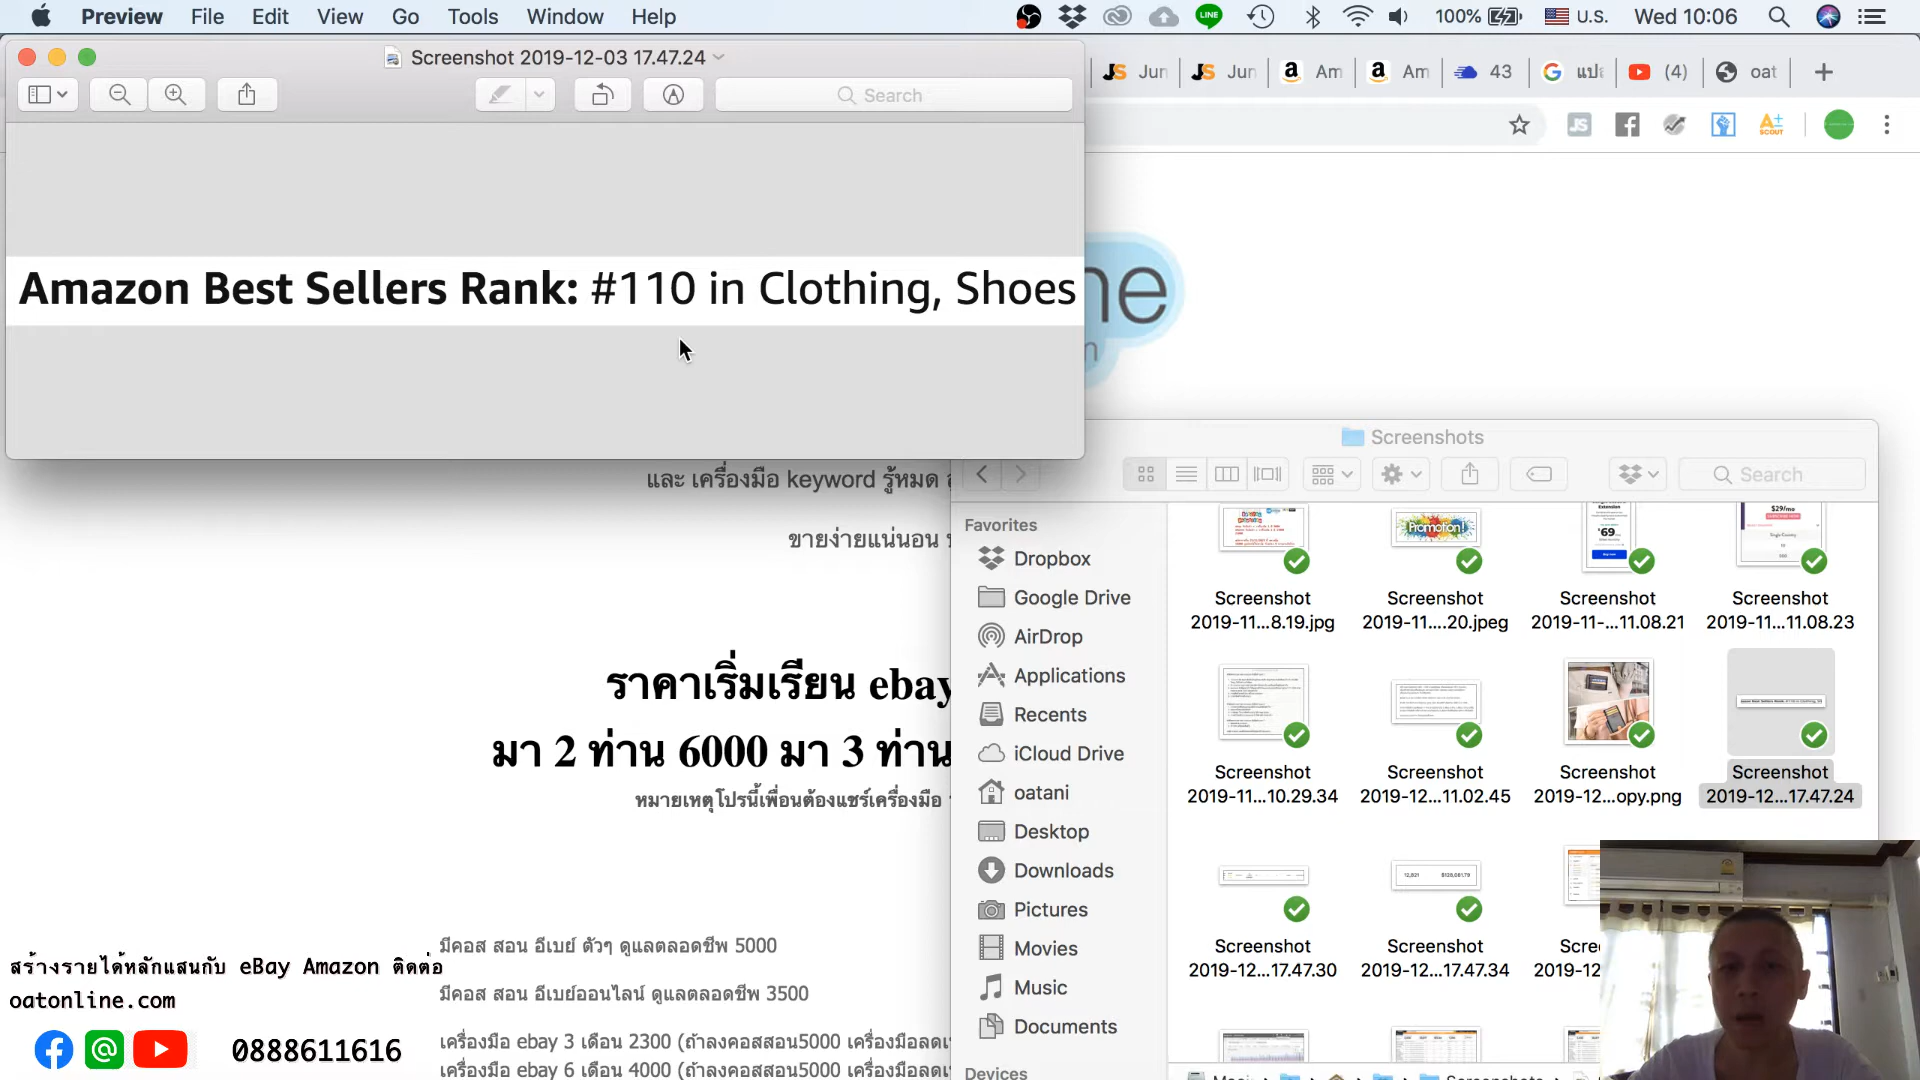 Preview File Edit View Go Tools Window Help
LINE 100% U.S. Wed 10:06
Screenshot 2019-12-03 17.47.24
Search
JS Jun JS Jun a Am a Am 43 แปล (4) oat
Amazon Best Sellers Rank: #110 in Clothing, Shoes
ne
Screenshots
Search
และ เครื่องมือ keyword รู้หมด
ขายง่ายแน่นอน
ราคาเริ่มเรียน ebay
มา 2 ท่าน 6000 มา 3 ท่าน
หมายเหตุโปรนี้เพื่อนต้องแชร์เครื่องมือ
มีคอส สอน อีเบย์ ตัวๆ ดูแลตลอดชีพ 5000
มีคอส สอน อีเบย์ออนไลน์ ดูแลตลอดชีพ 3500
เครื่องมือ ebay 3 เดือน 2300 (ถ้าลงคอสสอน5000 เครื่องมือลดเ
เครื่องมือ ebay 6 เดือน 4000 (ถ้าลงคอสสอน5000 เครื่องมือลดเ
สร้างรายได้หลักแสนกับ eBay Amazon ติดต่อ
oatonline.com
0888611616
Favorites
Dropbox
Google Drive
AirDrop
Applications
Recents
iCloud Drive
oatani
Desktop
Downloads
Pictures
Movies
Music
Documents
Devices
Promotion!
$29/mo
Screenshot 2019-11...8.19.jpg
Screenshot 2019-11....20.jpeg
Screenshot 2019-11-...11.08.21
Screenshot 2019-11...11.08.23
Screenshot 2019-11...10.29.34
Screenshot 2019-12...11.02.45
Screenshot 2019-12...opy.png
Screenshot 2019-12...17.47.24
Screenshot 2019-12...17.47.30
Screenshot 2019-12...17.47.34
Scree
2019-12
Screenshots